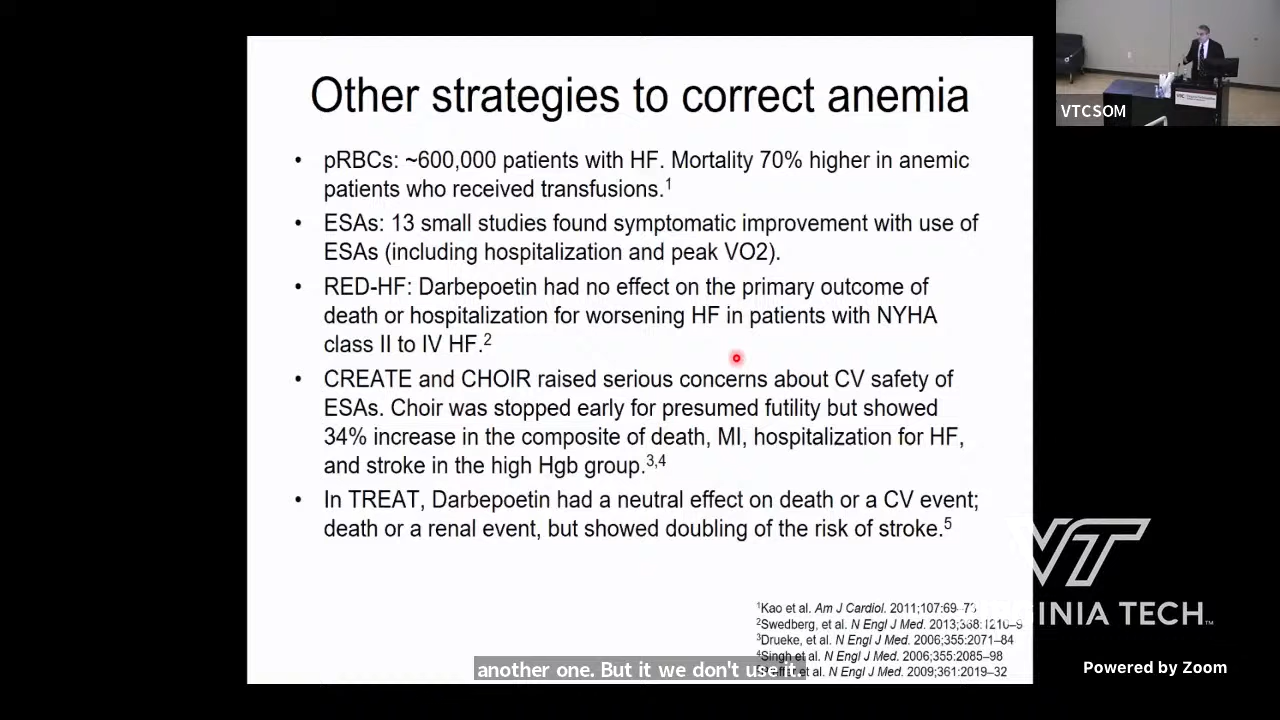 Other strategies to correct anemia
• pRBCs: ~600,000 patients with HF. Mortality 70% higher in anemic
patients who received transfusions.1
• ESAs: 13 small studies found symptomatic improvement with use of
ESAs (including hospitalization and peak VO2).
• RED-HF: Darbepoetin had no effect on the primary outcome of
death or hospitalization for worsening HF in patients with NYHA
class II to IV HF.2
• CREATE and CHOIR raised serious concerns about CV safety of
ESAs. Choir was stopped early for presumed futility but showed
34% increase in the composite of death, MI, hospitalization for HF,
and stroke in the high Hgb group.3,4
• In TREAT, Darbepoetin had a neutral effect on death or a CV event;
death or a renal event, but showed doubling of the risk of stroke.5
1Kao et al. Am J Cardiol. 2011;107:69–
2Swedberg, et al. N Engl J Med. 2013;368:1210–9
3Drueke, et al. N Engl J Med. 2006;355:2071–84
4Singh et al. N Engl J Med. 2006;355:2085–98
et al. N Engl J Med. 2009;361:2019–32
another one. But it we don't use it.
VTCSOM
VT
VIRGINIA TECH™
Powered by Zoom